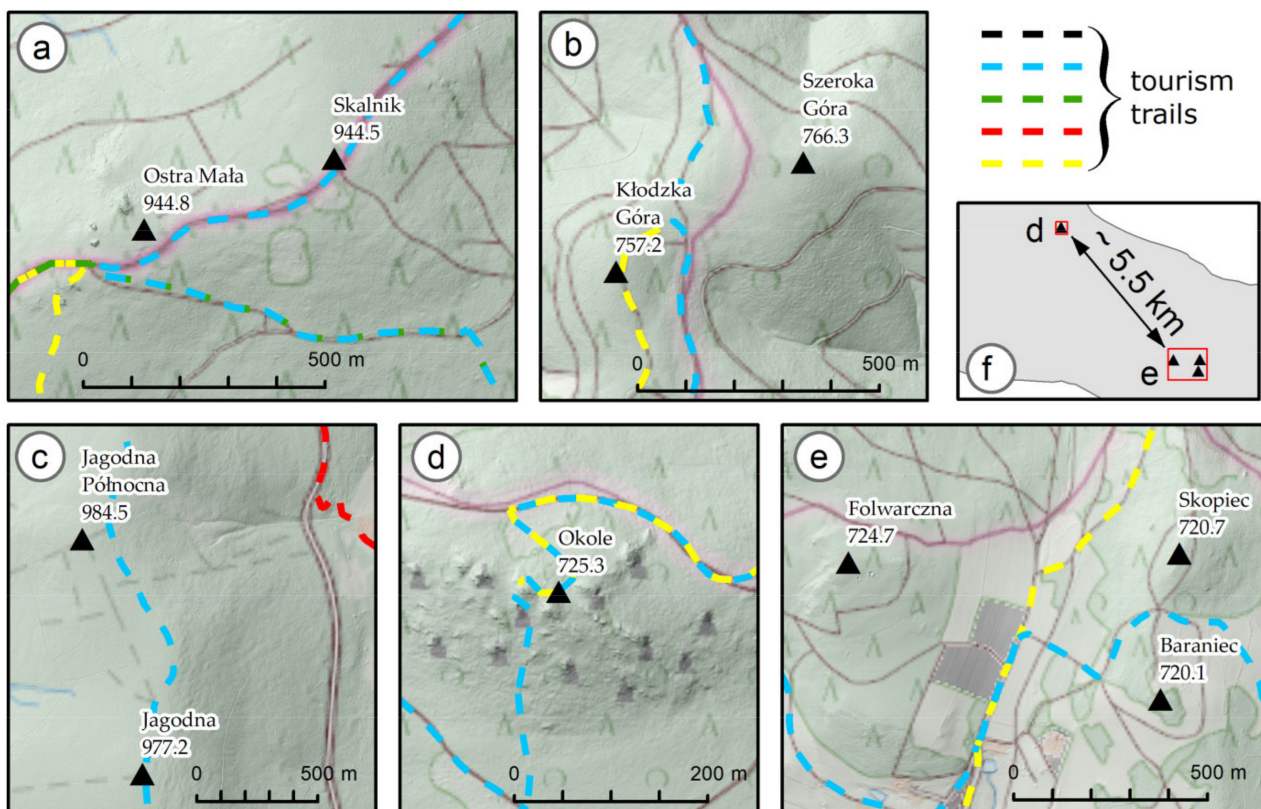 a
Skalnik
944.5
Ostra Mała
944.8
0
500 m
b
Szeroka
Góra
766.3
Kłodzka
Góra
757.2
0
500 m
tourism
trails
d
~ 5.5 km
e
f
c
Jagodna
Północna
984.5
Jagodna
977.2
0
500 m
d
Okole
725.3
0
200 m
e
Folwarczna
724.7
Skopiec
720.7
Baraniec
720.1
0
500 m